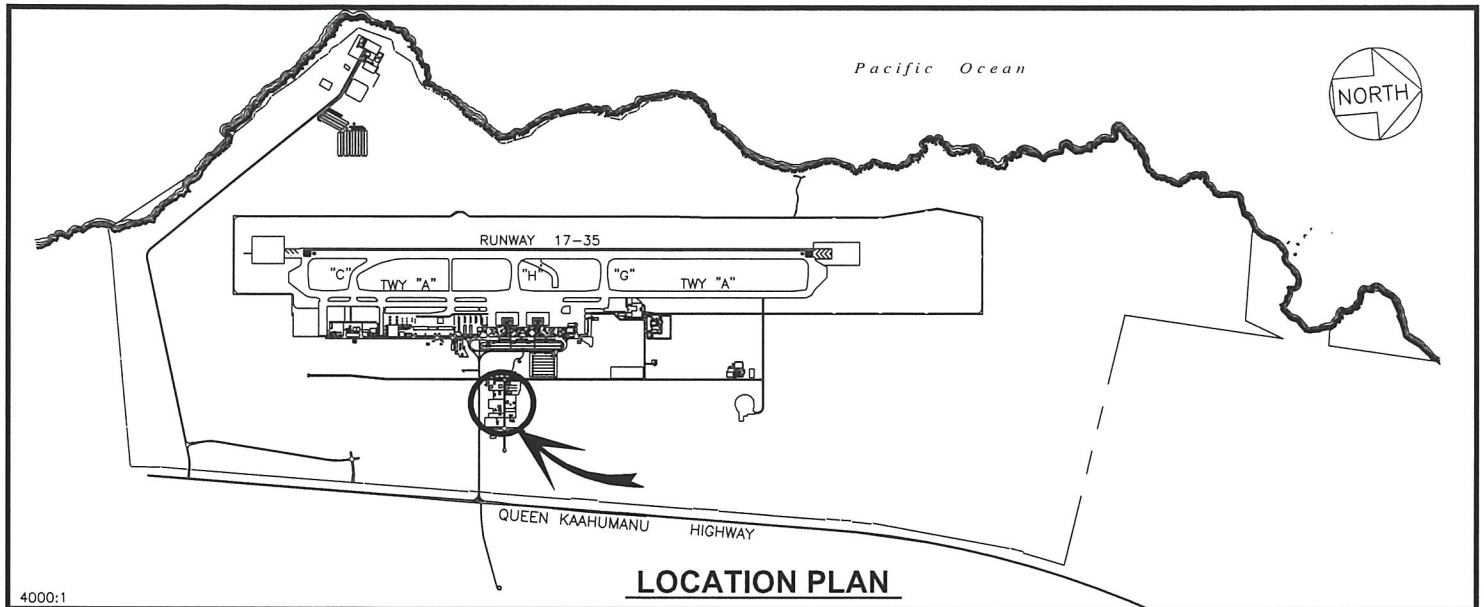 Pacific Ocean
NORTH
RUNWAY 17-35
"C"
TWY "A"
"H"
"G"
TWY "A"
QUEEN KAAHUMANU HIGHWAY
LOCATION PLAN
4000:1